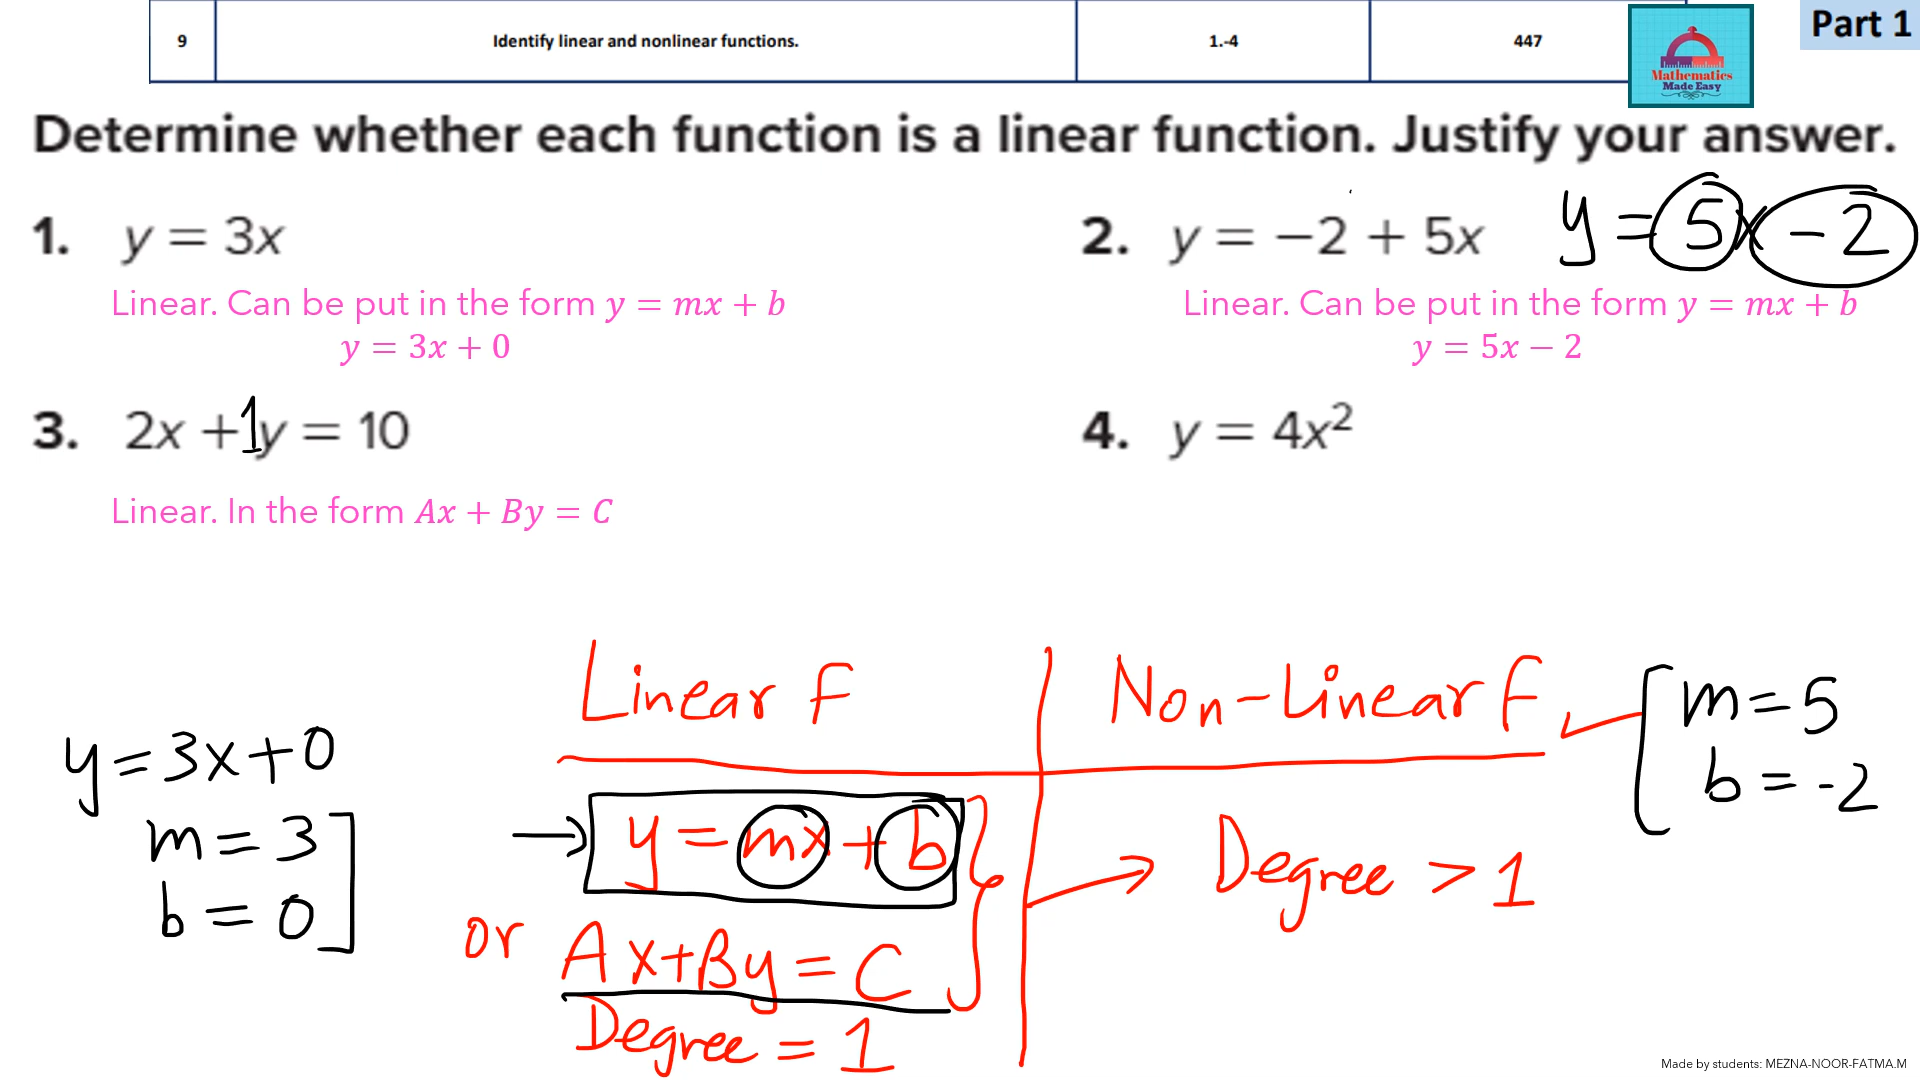 9 Identify linear and nonlinear functions. 1.-4 447
Part 1
Mathematics
Made Easy
Determine whether each function is a linear function. Justify your answer.
1. y = 3x
Linear. Can be put in the form y = mx + b
y = 3x + 0
2. y = −2 + 5x
y = 5x - 2
Linear. Can be put in the form y = mx + b
y = 5x − 2
3. 2x + 1y = 10
Linear. In the form Ax + By = C
4. y = 4x²
y = 3x + 0
m = 3
b = 0
Linear F
→ y = mx + b
or Ax + By = C
Degree = 1
Non-Linear F
→ Degree > 1
m = 5
b = -2
Made by students: MEZNA-NOOR-FATMA.M